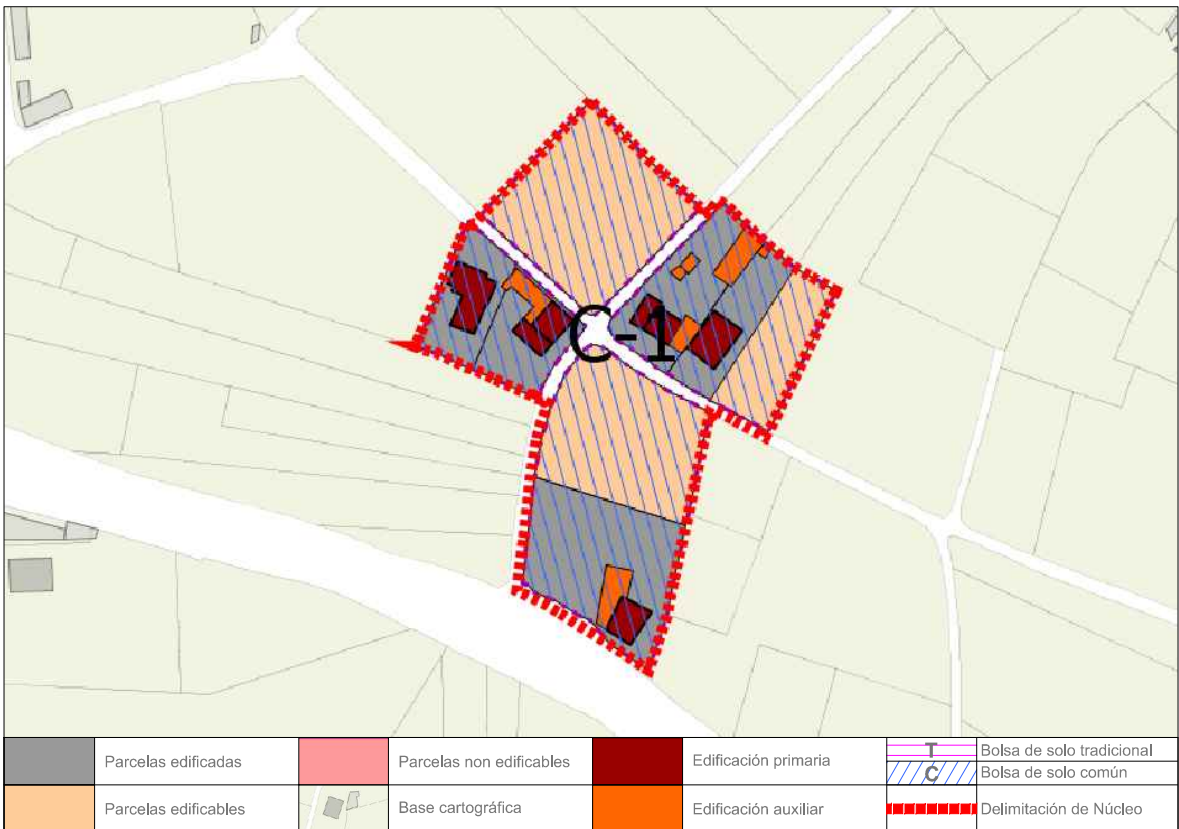 C-1
Parcelas edificadas
Parcelas non edificables
Edificación primaria
T
Bolsa de solo tradicional
C
Bolsa de solo común
Parcelas edificables
Base cartográfica
Edificación auxiliar
Delimitación de Núcleo